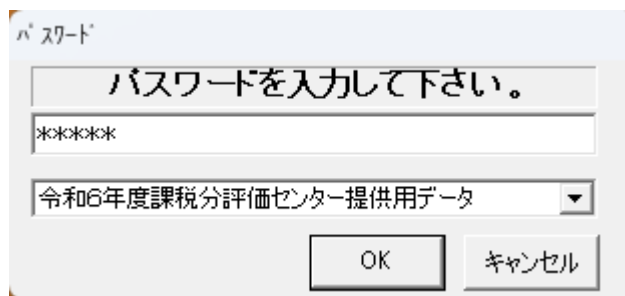 ﾊﾟｽﾜｰﾄﾞ
パスワードを入力して下さい。
*****
令和6年度課税分評価センター提供用データ
OK
キャンセル